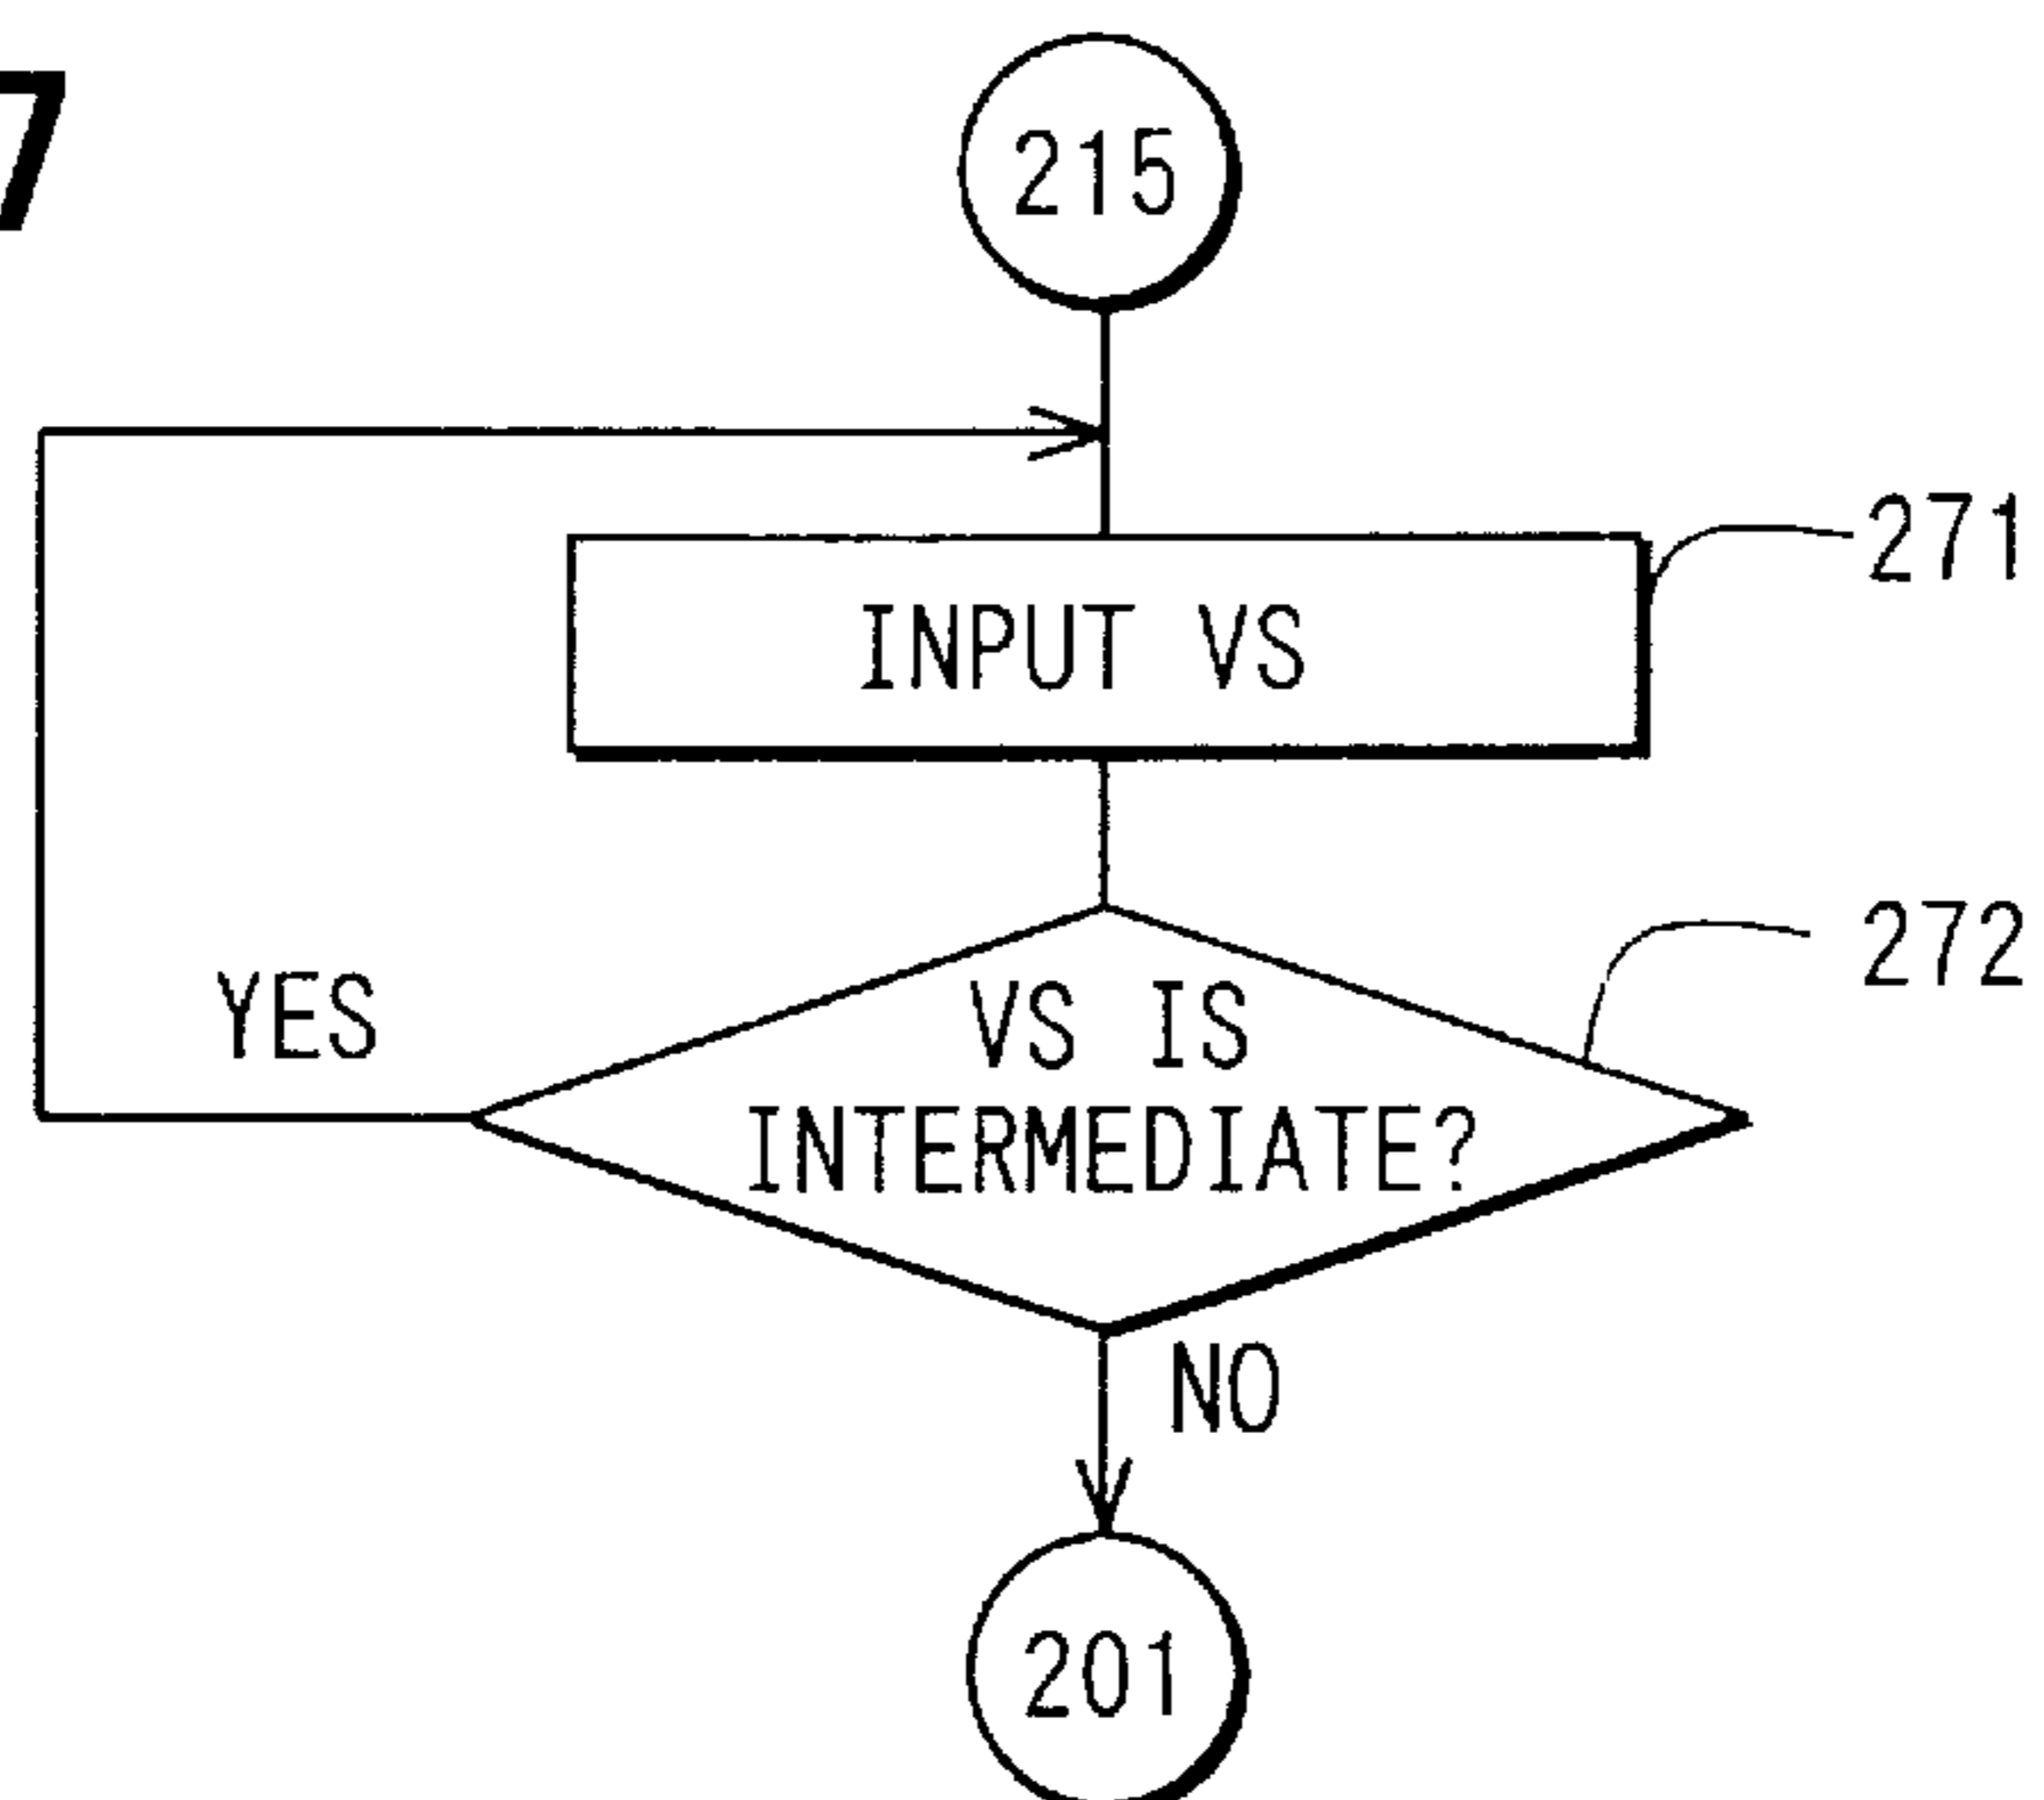 7
215
271
INPUT VS
272
YES
VS IS
INTERMEDIATE?
NO
201